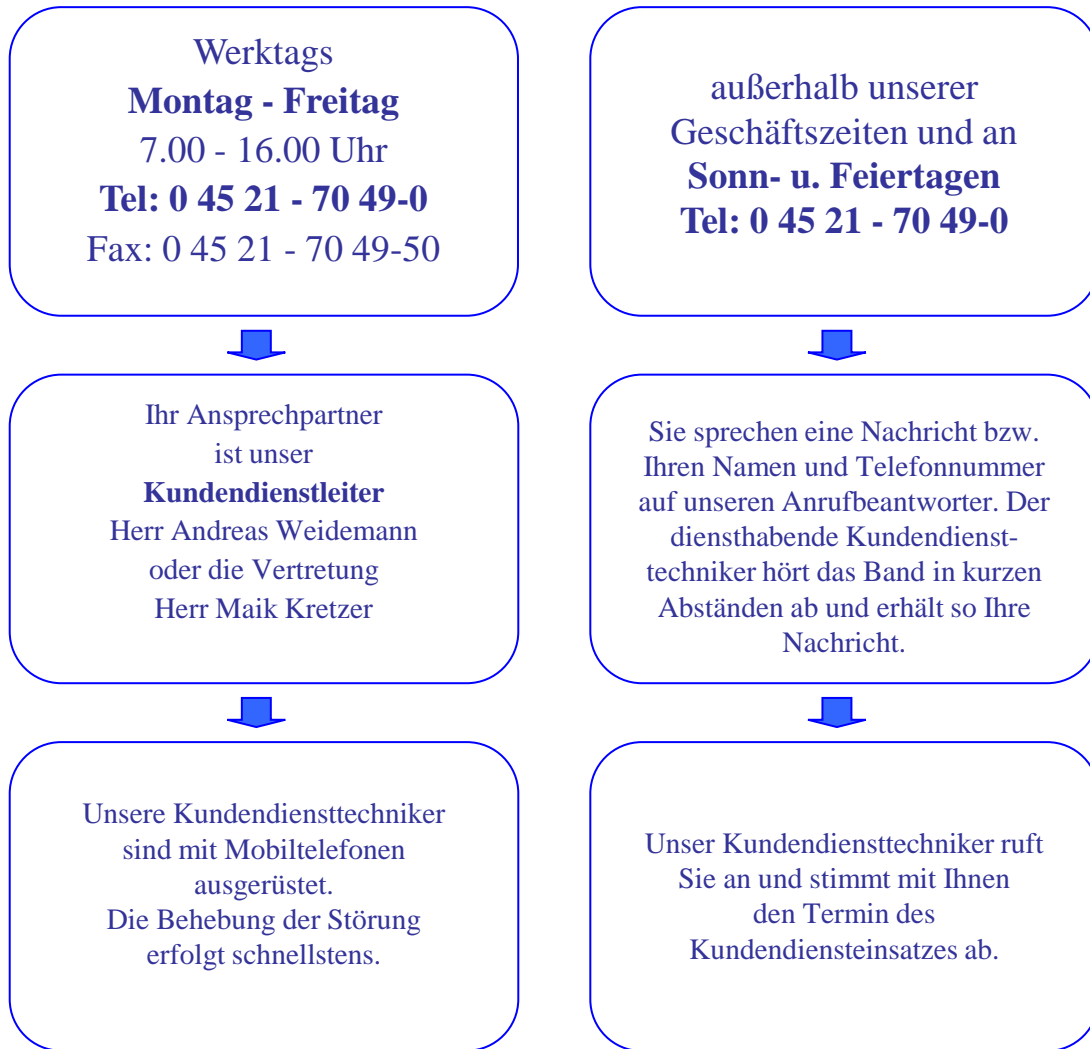 Werktags
Montag - Freitag
7.00 - 16.00 Uhr
Tel: 0 45 21 - 70 49-0
Fax: 0 45 21 - 70 49-50
Ihr Ansprechpartner
ist unser
Kundendienstleiter
Herr Andreas Weidemann
oder die Vertretung
Herr Maik Kretzer
Unsere Kundendiensttechniker
sind mit Mobiltelefonen
ausgerüstet.
Die Behebung der Störung
erfolgt schnellstens.
außerhalb unserer
Geschäftszeiten und an
Sonn- u. Feiertagen
Tel: 0 45 21 - 70 49-0
Sie sprechen eine Nachricht bzw.
Ihren Namen und Telefonnummer
auf unseren Anrufbeantworter. Der
diensthabende Kundendienst-
techniker hört das Band in kurzen
Abständen ab und erhält so Ihre
Nachricht.
Unser Kundendiensttechniker ruft
Sie an und stimmt mit Ihnen
den Termin des
Kundendiensteinsatzes ab.